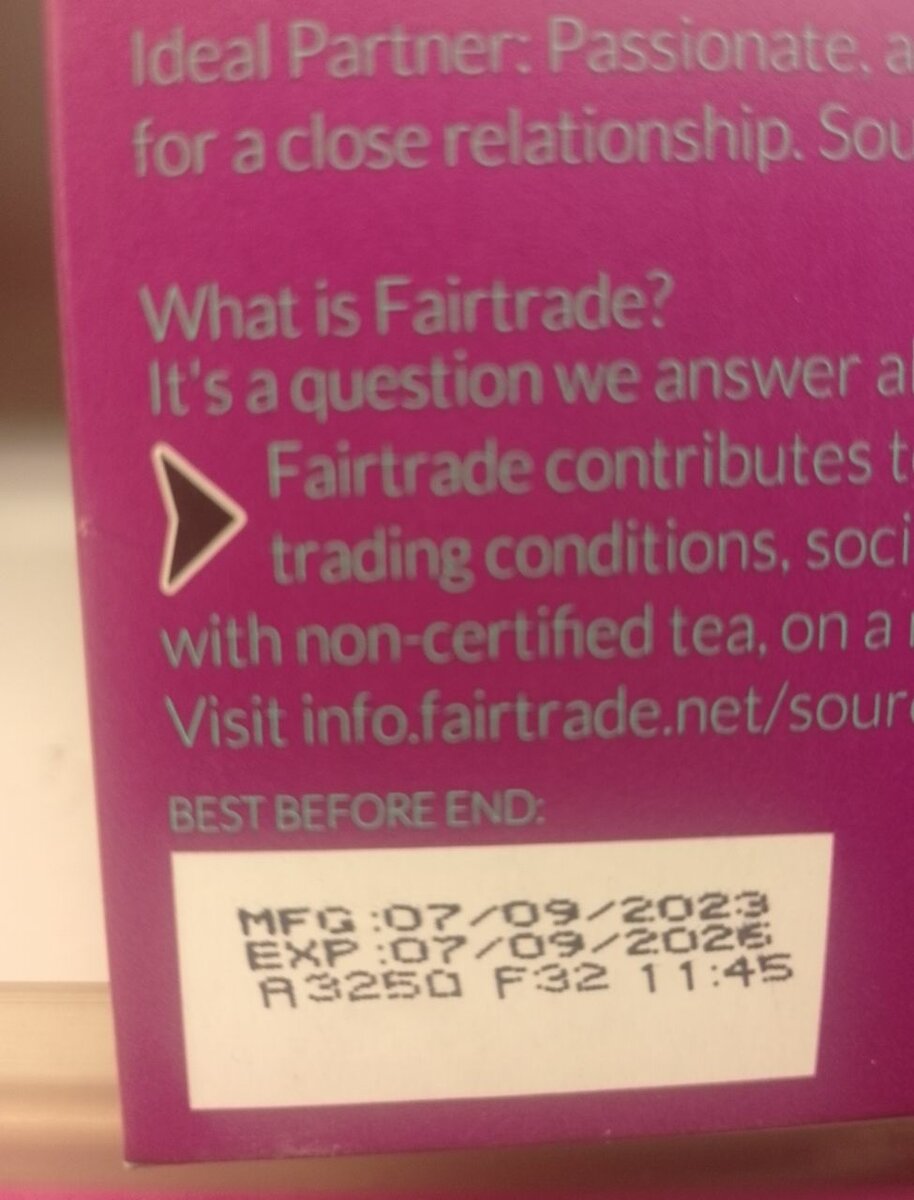 Ideal Partner: Passionate. a
for a close relationship. Sou
What is Fairtrade?
It's a question we answer al
Fairtrade contributes to
trading conditions, soci
with non-certified tea, on a
Visit info.fairtrade.net/sour
BEST BEFORE END:
MFG :07/09/2023
EXP :07/09/2026
A3250 F32 11:45